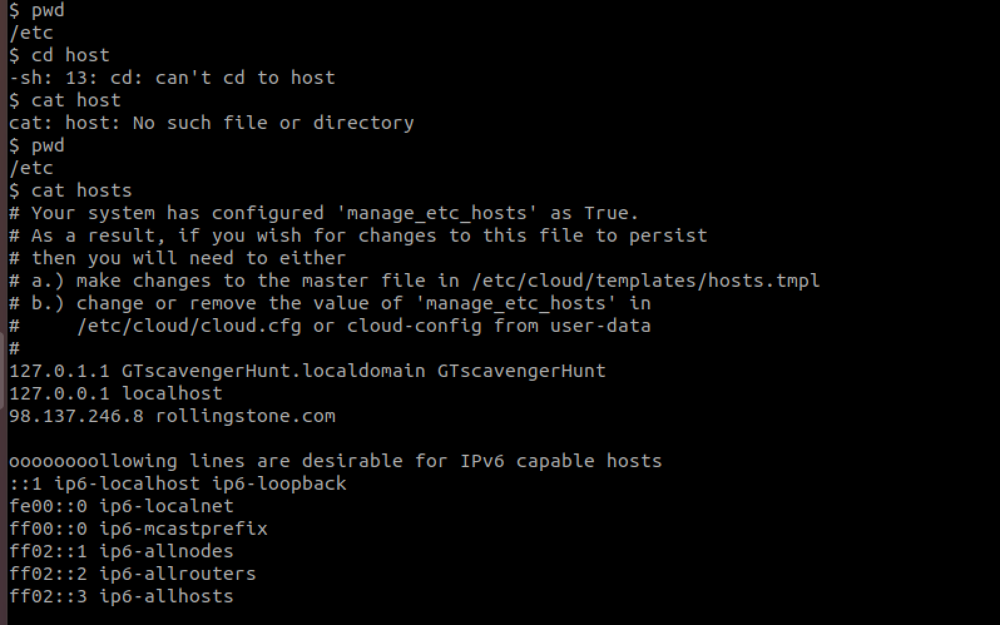 $ pwd
/etc
$ cd host
-sh: 13: cd: can't cd to host
$ cat host
cat: host: No such file or directory
$ pwd
/etc
$ cat hosts
# Your system has configured 'manage_etc_hosts' as True.
# As a result, if you wish for changes to this file to persist
# then you will need to either
# a.) make changes to the master file in /etc/cloud/templates/hosts.tmpl
# b.) change or remove the value of 'manage_etc_hosts' in
#     /etc/cloud/cloud.cfg or cloud-config from user-data
#
127.0.1.1 GTscavengerHunt.localdomain GTscavengerHunt
127.0.0.1 localhost
98.137.246.8 rollingstone.com

oooooooollowing lines are desirable for IPv6 capable hosts
::1 ip6-localhost ip6-loopback
fe00::0 ip6-localnet
ff00::0 ip6-mcastprefix
ff02::1 ip6-allnodes
ff02::2 ip6-allrouters
ff02::3 ip6-allhosts